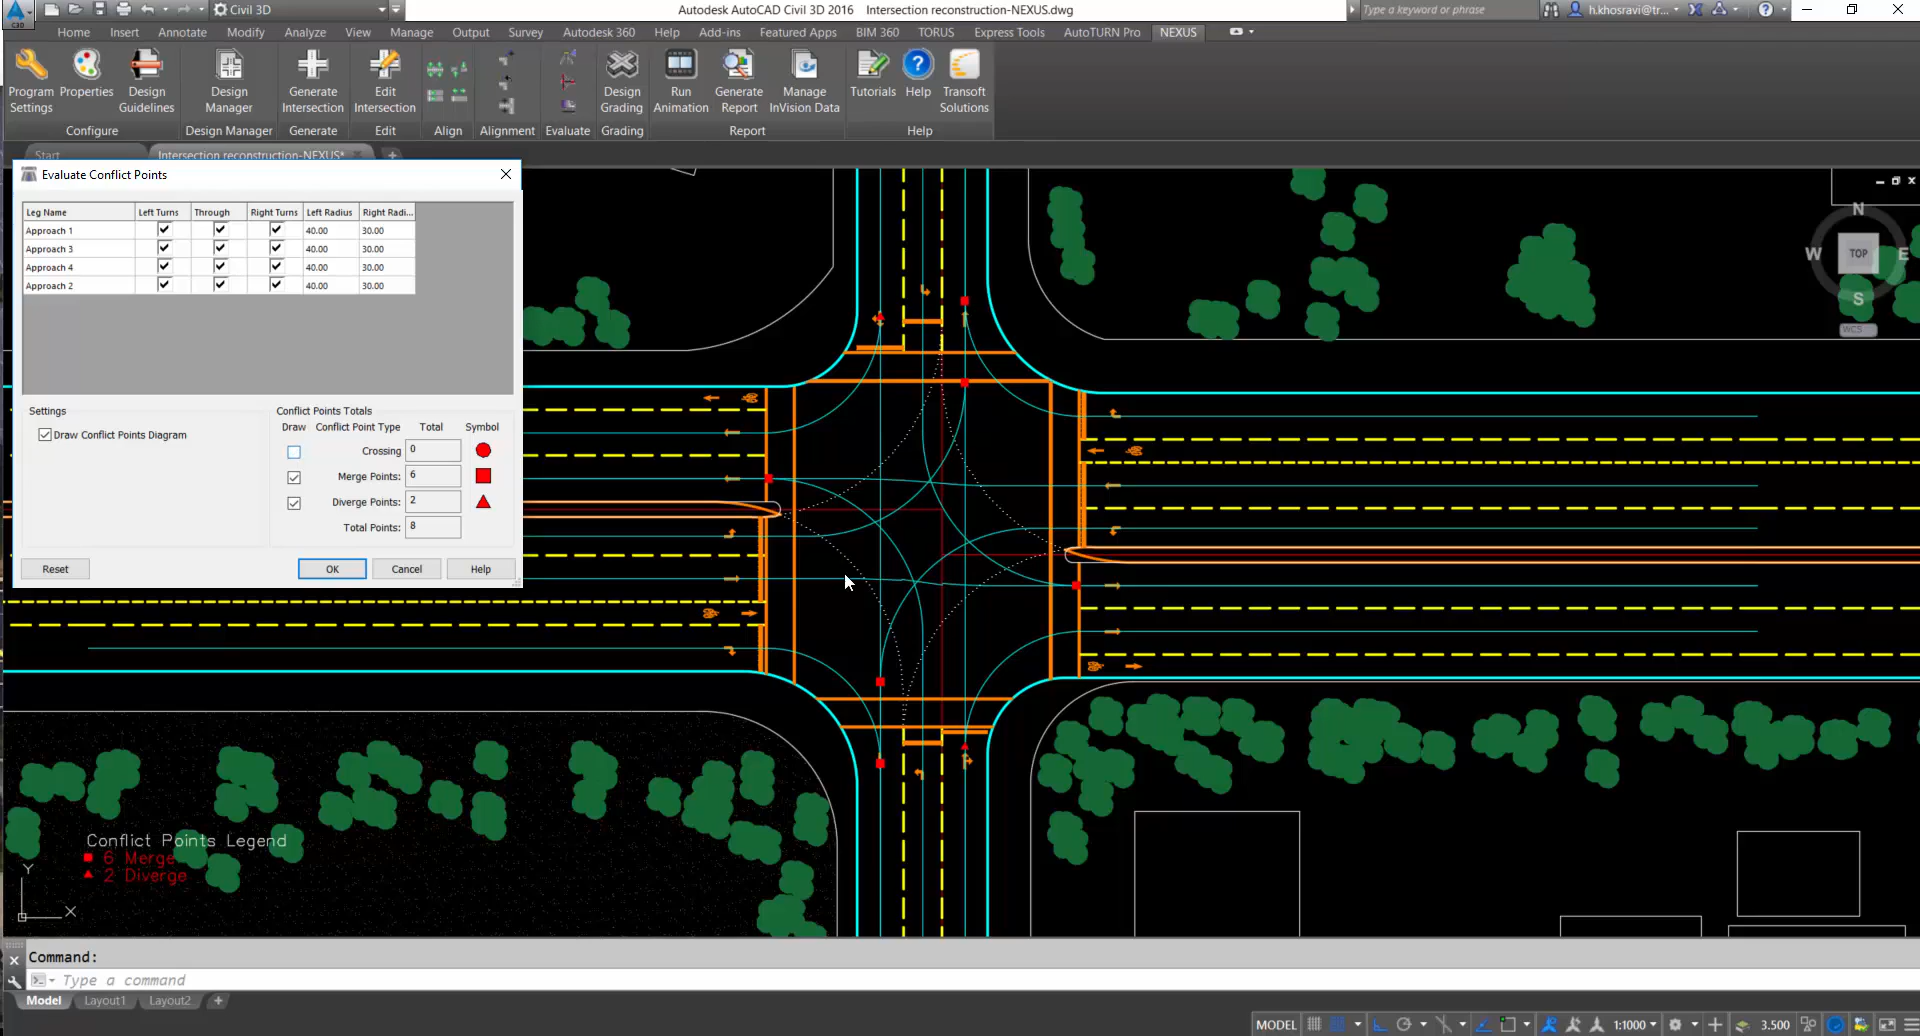 C3D
Civil 3D
Autodesk AutoCAD Civil 3D 2016 Intersection reconstruction-NEXUS.dwg
Type a keyword or phrase
h.khosravi@tr...
Home Insert Annotate Modify Analyze View Manage Output Survey Autodesk 360 Help Add-ins Featured Apps BIM 360 TORUS Express Tools AutoTURN Pro NEXUS
Program Settings
Properties
Design Guidelines
Design Manager
Generate Intersection
Edit Intersection
Design Grading
Run Animation
Generate Report
Manage InVision Data
Tutorials
Help
Transoft Solutions
Configure Design Manager Generate Edit Align Alignment Evaluate Grading Report Help
Start
Intersection reconstruction-NEXUS*
Evaluate Conflict Points
Leg Name Left Turns Through Right Turns Left Radius Right Radi...
Approach 1 40.00 30.00
Approach 3 40.00 30.00
Approach 4 40.00 30.00
Approach 2 40.00 30.00
Settings
Draw Conflict Points Diagram
Conflict Points Totals
Draw Conflict Point Type Total Symbol
Crossing 0
Merge Points: 6
Diverge Points: 2
Total Points: 8
Reset OK Cancel Help
N
W TOP E
S
WCS
Conflict Points Legend
6 Merge
2 Diverge
Y
X
Command:
Type a command
Model Layout1 Layout2
MODEL 1:1000 3.500